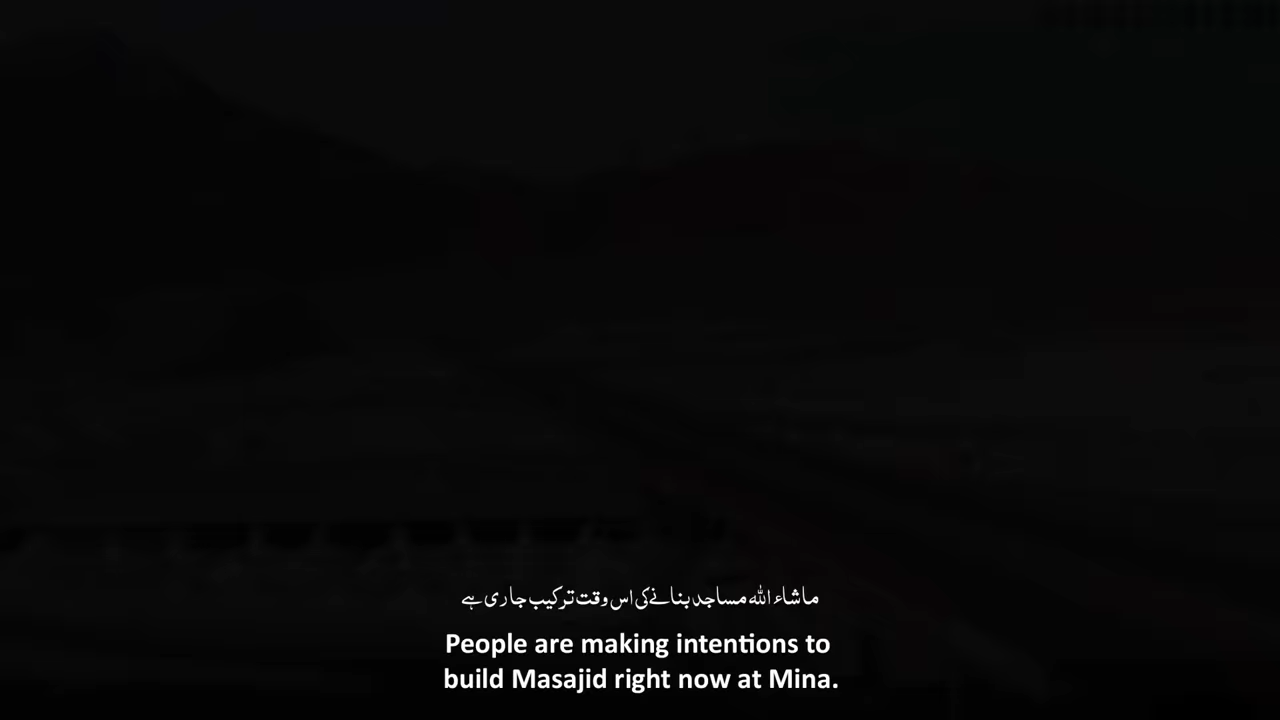 ماشاء اللہ مساجد بنانے کی اس وقت ترکیب جاری ہے
People are making intentions to
build Masajid right now at Mina.